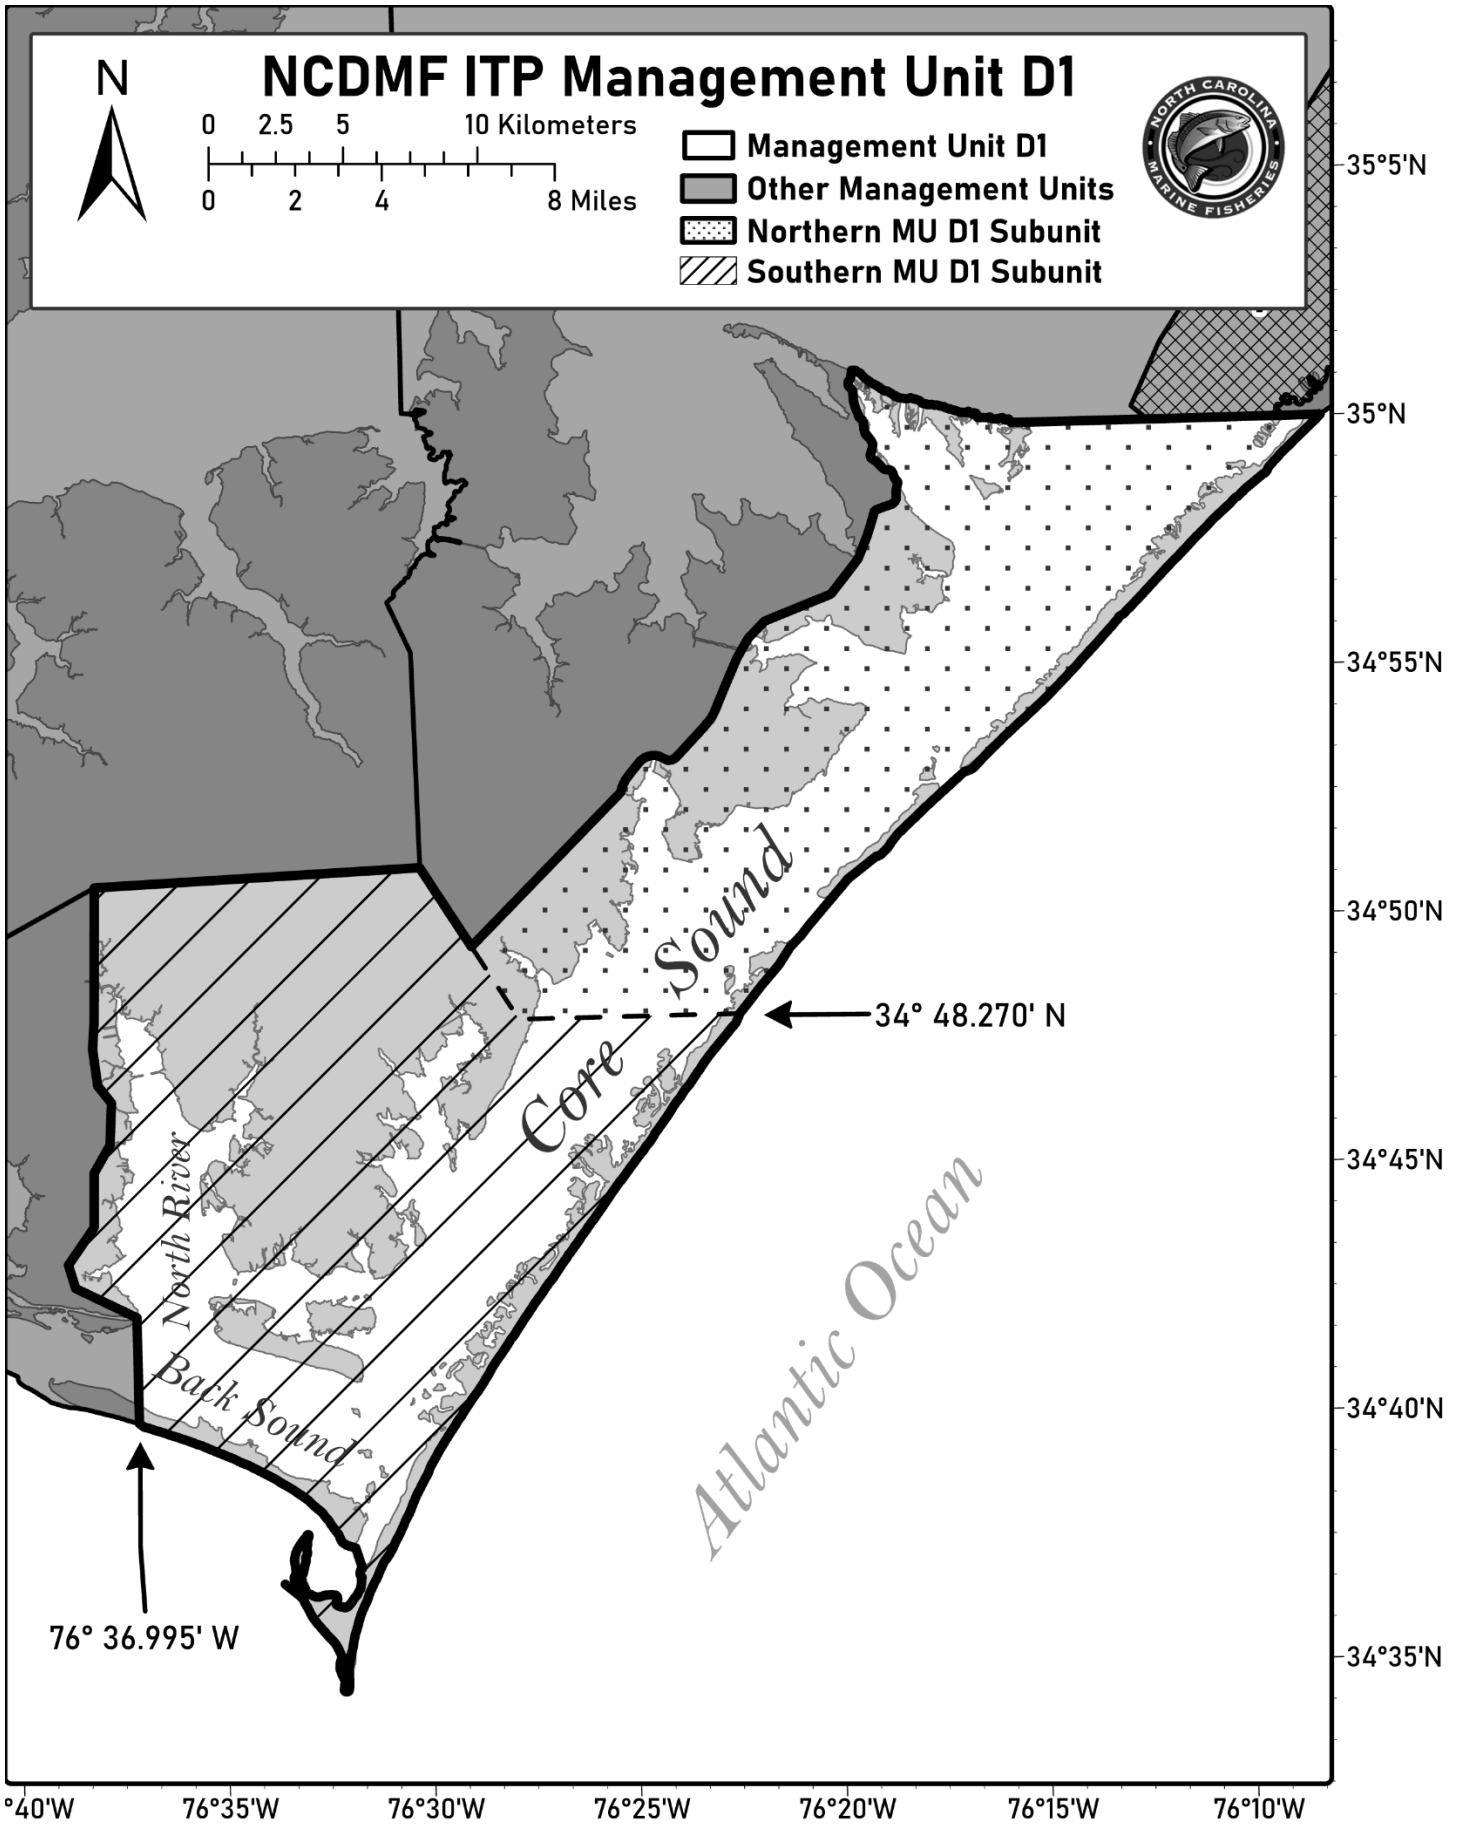 NCDMF ITP Management Unit D1
N
0 2.5 5 10 Kilometers
0 2 4 8 Miles
Management Unit D1
Other Management Units
Northern MU D1 Subunit
Southern MU D1 Subunit
NORTH CAROLINA
MARINE FISHERIES
35°5'N
35°N
34°55'N
34°50'N
34°45'N
34°40'N
34°35'N
Core Sound
34° 48.270' N
North River
Back Sound
Atlantic Ocean
76° 36.995' W
°40'W 76°35'W 76°30'W 76°25'W 76°20'W 76°15'W 76°10'W